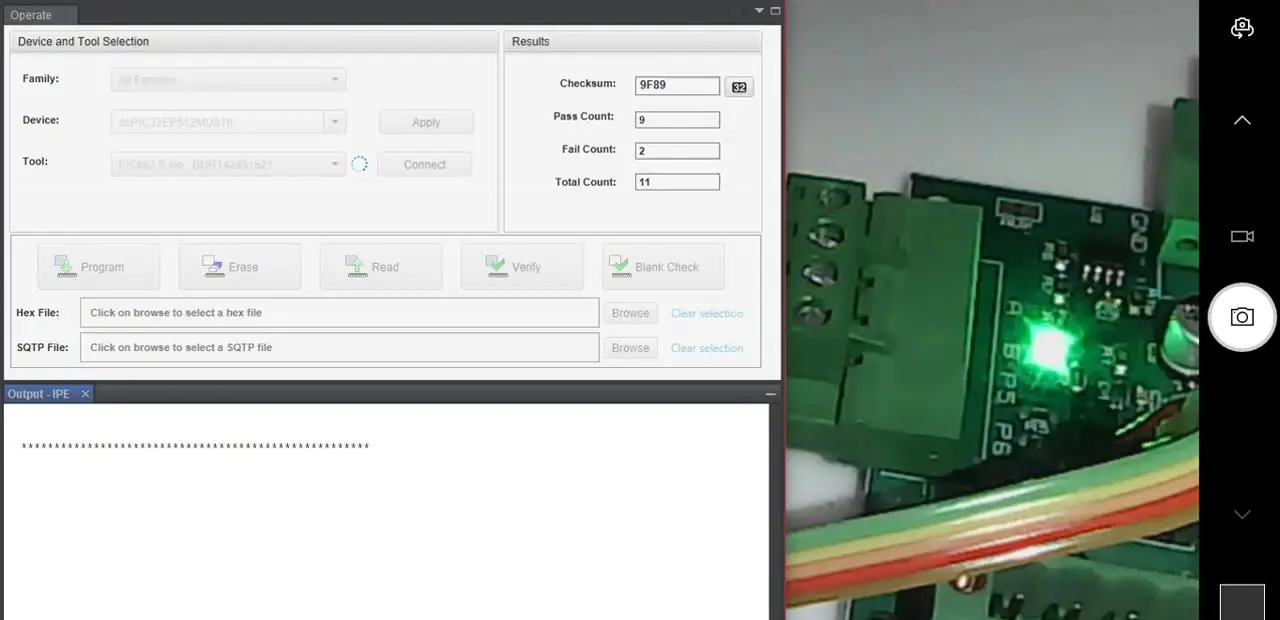 Operate
Device and Tool Selection
Results
Family:
All Families
Checksum:
9F89
32
Device:
dsPIC33EP512MU810
Apply
Pass Count:
9
Tool:
Connect
Fail Count:
2
Total Count:
11
Program
Erase
Read
Verify
Blank Check
Hex File:
Click on browse to select a hex file
Browse
Clear selection
SQTP File:
Click on browse to select a SQTP file
Browse
Clear selection
Output - IPE
*****************************************************
GND
A
B
P5
P6